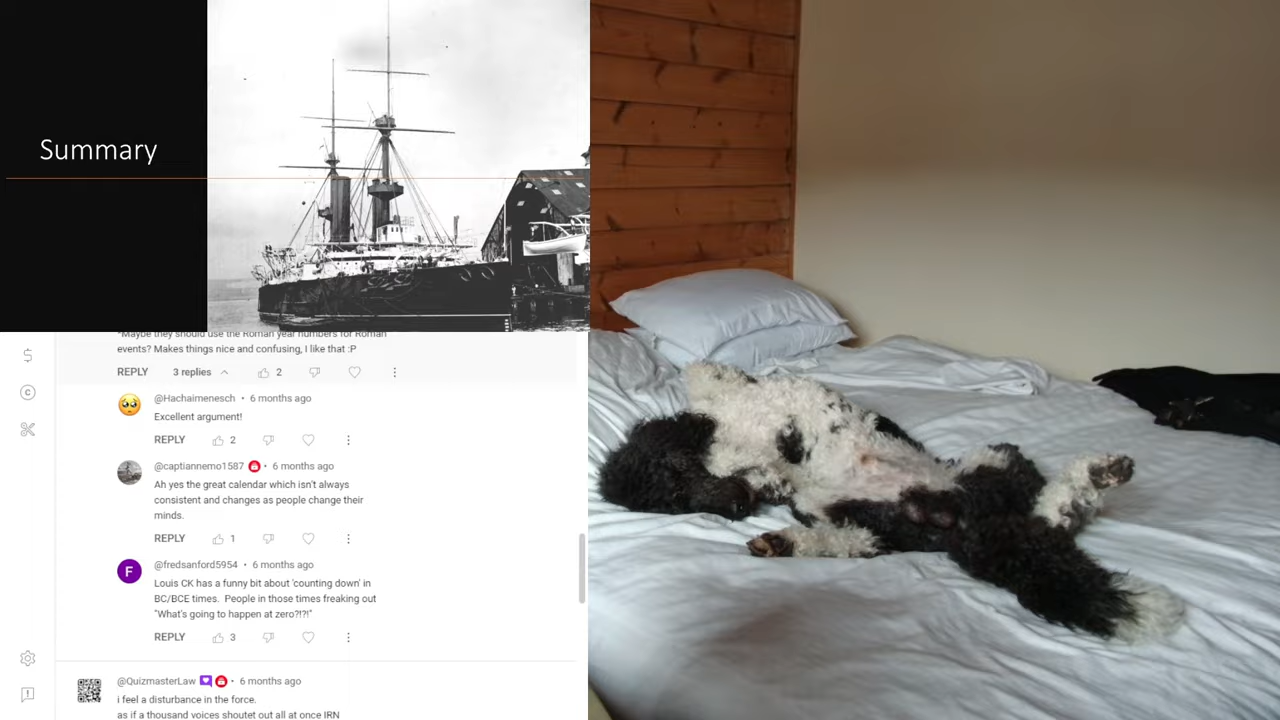 Summary
*Maybe they should use the Roman year numbers for Roman
events? Makes things nice and confusing, I like that :P
REPLY 3 replies 2
@Hachaimenesch • 6 months ago
Excellent argument!
REPLY 2
@captiannemo1587 • 6 months ago
Ah yes the great calendar which isn't always
consistent and changes as people change their
minds.
REPLY 1
F @fredsanford5954 • 6 months ago
Louis CK has a funny bit about 'counting down' in
BC/BCE times. People in those times freaking out
"What's going to happen at zero?!?!"
REPLY 3
@QuizmasterLaw • 6 months ago
i feel a disturbance in the force.
as if a thousand voices shoutet out all at once IRN